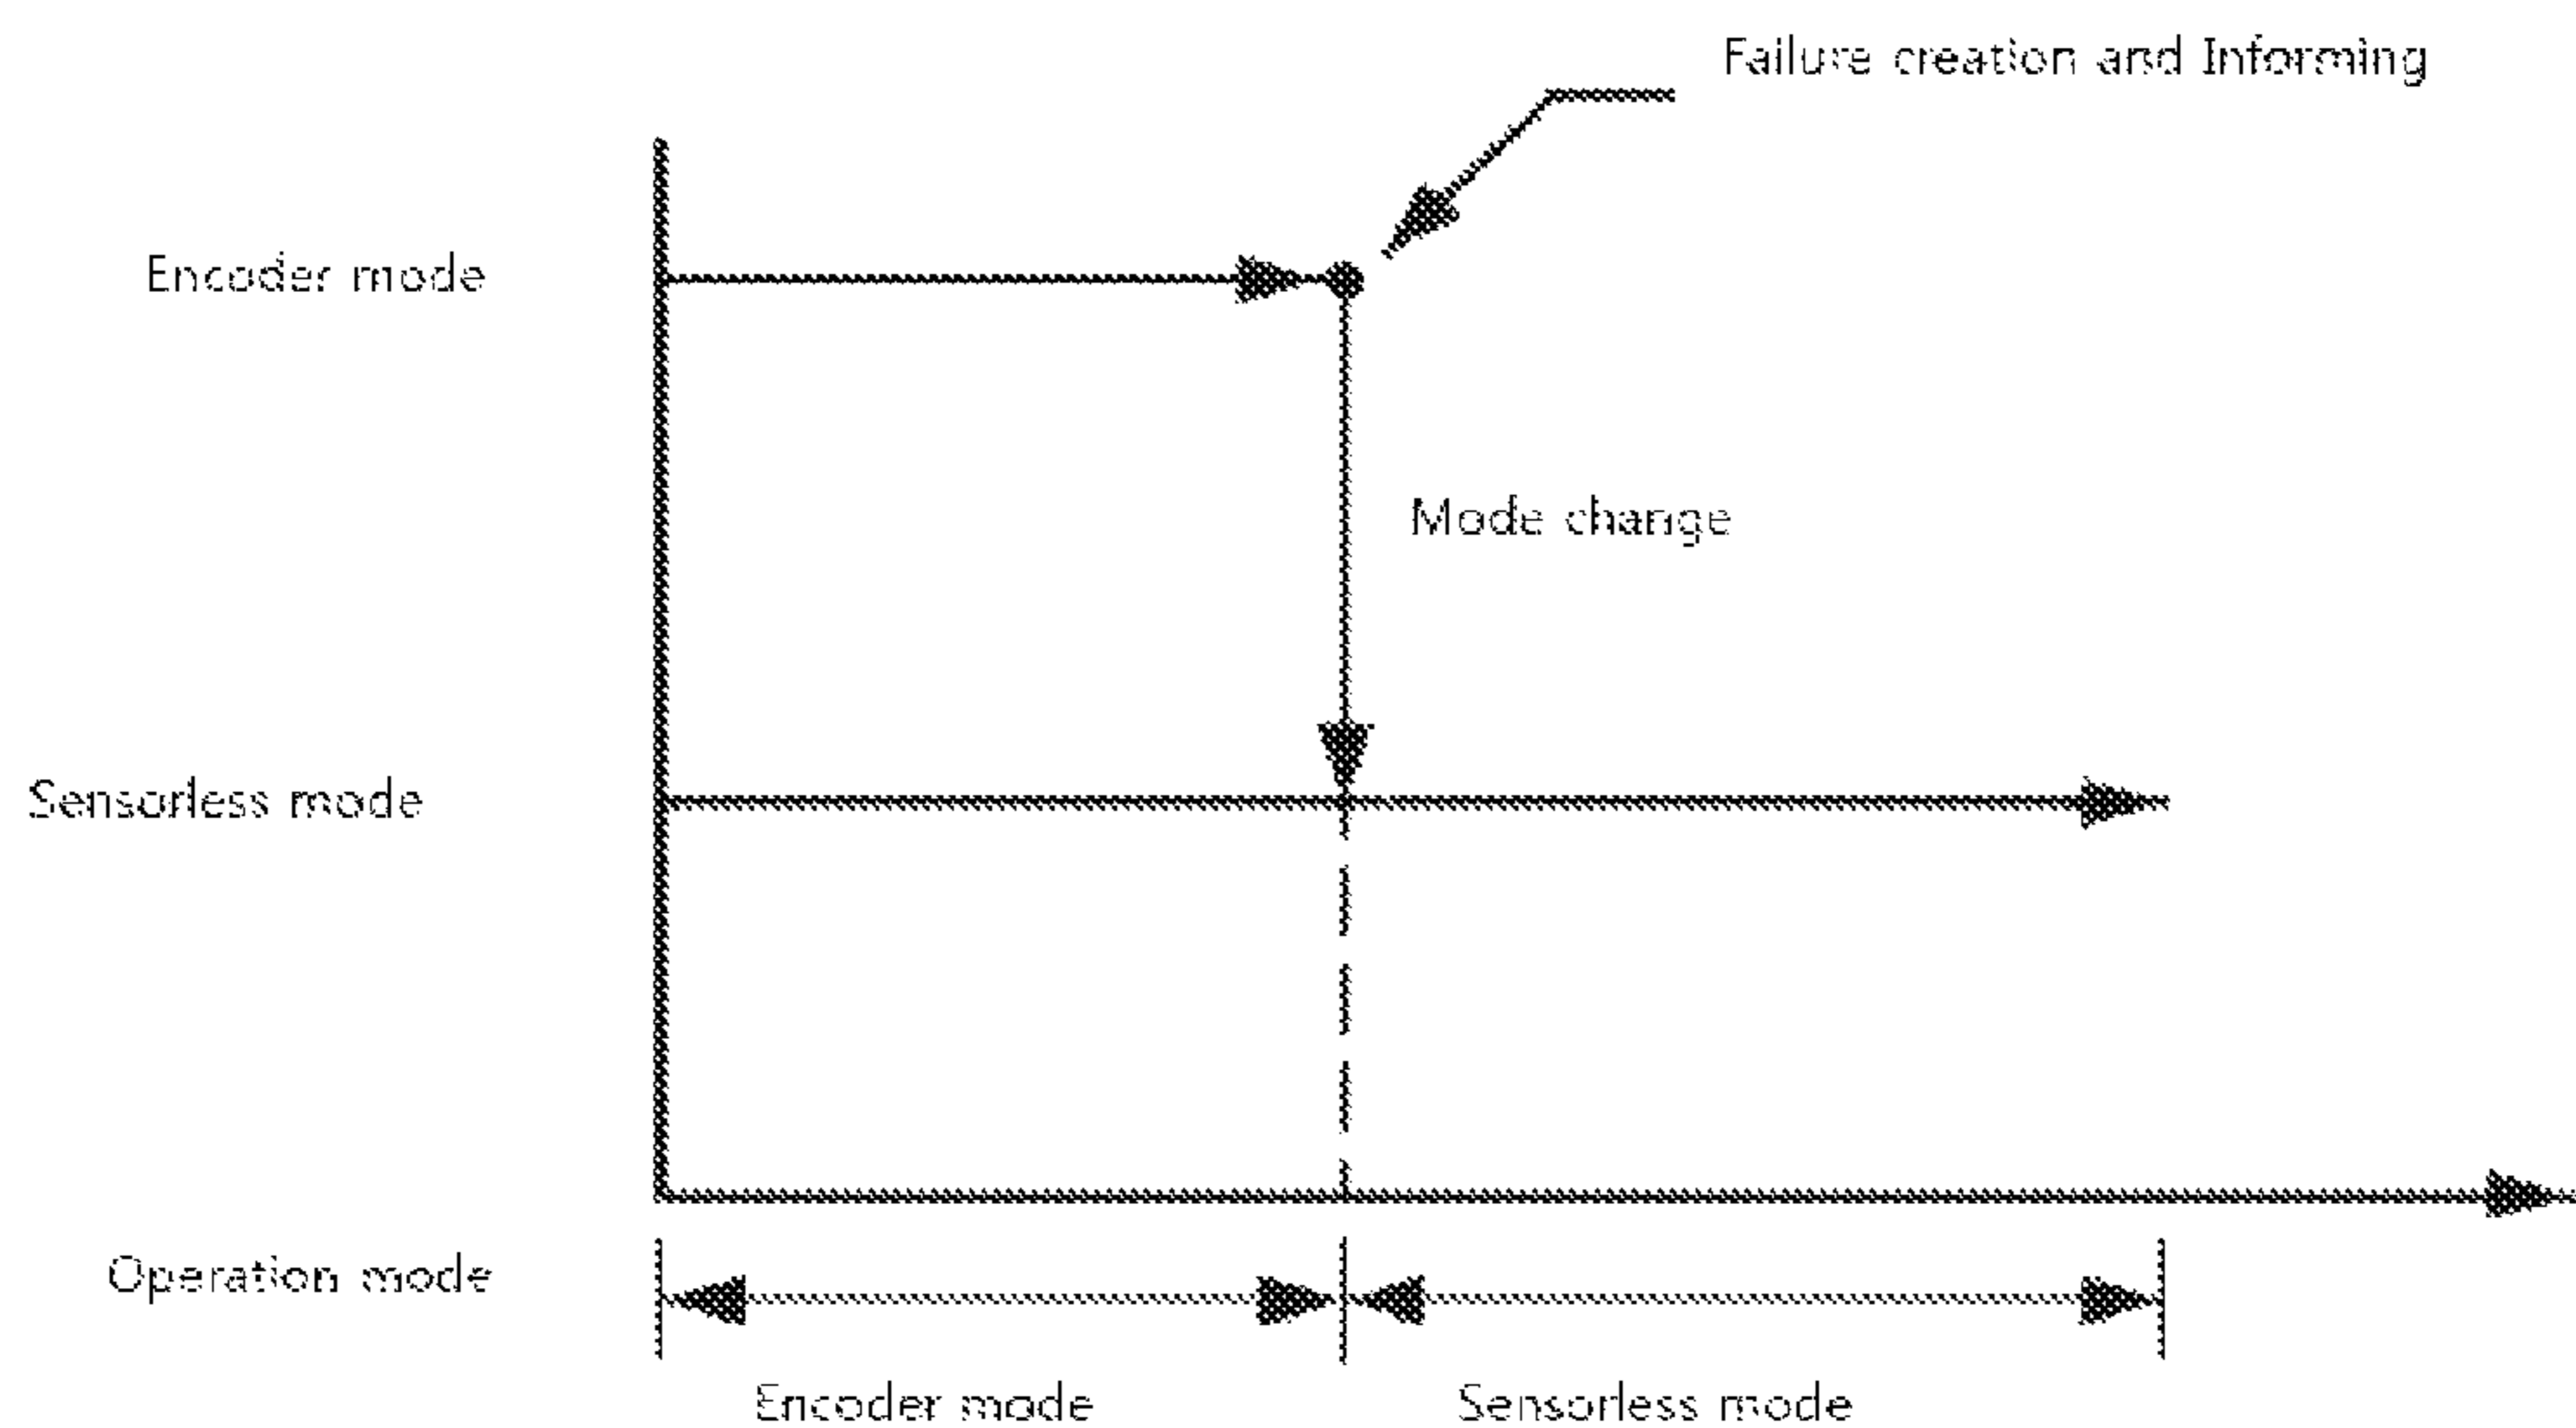 Failure creation and Informing
Encoder mode
Mode change
Sensorless mode
Operation mode
Encoder mode
Sensorless mode